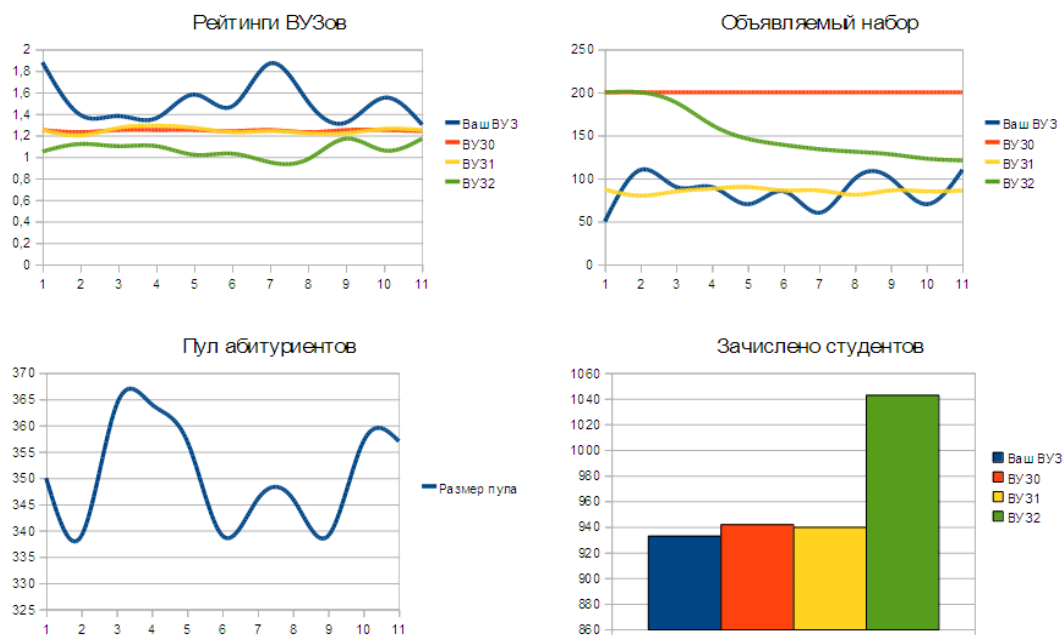 Рейтинги ВУЗов
2
1,8
1,6
1,4
1,2
1
0,8
0,6
0,4
0,2
0
1 2 3 4 5 6 7 8 9 10 11
Ваш ВУЗ
ВУЗ0
ВУЗ1
ВУЗ2
Объявляемый набор
250
200
150
100
50
0
1 2 3 4 5 6 7 8 9 10 11
Ваш ВУЗ
ВУЗ0
ВУЗ1
ВУЗ2
Пул абитуриентов
370
365
360
355
350
345
340
335
330
325
1 2 3 4 5 6 7 8 9 10 11
Размер пула
Зачислено студентов
1060
1040
1020
1000
980
960
940
920
900
880
860
Ваш ВУЗ
ВУЗ0
ВУЗ1
ВУЗ2